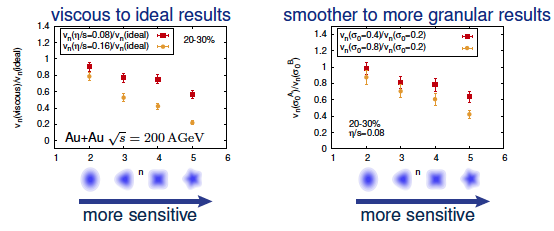 viscous to ideal results
vₙ(viscous)/vₙ(ideal)
1.4
1.2
1
0.8
0.6
0.4
0.2
0
vₙ(η/s=0.08)/vₙ(ideal)
vₙ(η/s=0.16)/vₙ(ideal)
20-30%
Au+Au √s = 200 AGeV
1 2 3 4 5 6
n
more sensitive
smoother to more granular results
vₙ(σ₀ᴬ)/vₙ(σ₀ᴮ)
1.4
1.2
1
0.8
0.6
0.4
0.2
0
vₙ(σ₀=0.4)/vₙ(σ₀=0.2)
vₙ(σ₀=0.8)/vₙ(σ₀=0.2)
20-30%
η/s=0.08
1 2 3 4 5 6
n
more sensitive